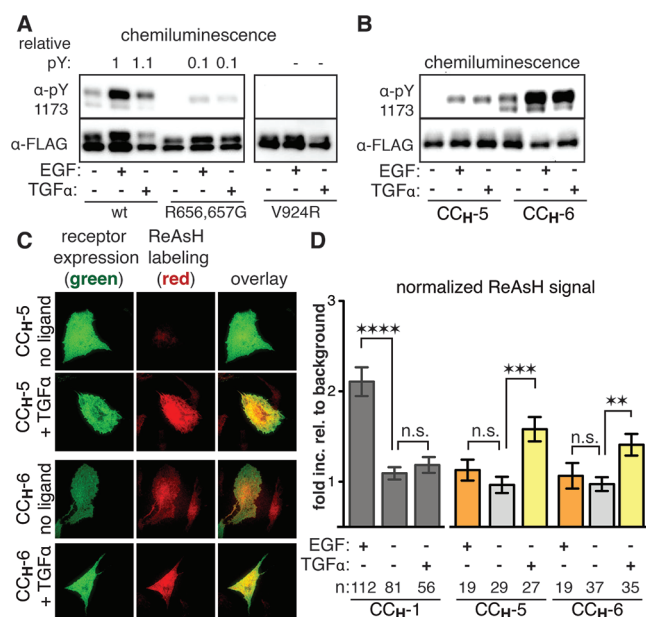 A
relative
pY:
chemiluminescence
1 1.1 0.1 0.1 - -
α-pY
1173
α-FLAG
EGF: - + - - + - - + -
TGFα: - - + - - + - - +
wt R656,657G V924R
B
chemiluminescence
α-pY
1173
α-FLAG
EGF: - + - - + -
TGFα: - - + - - +
CCH-5 CCH-6
C
receptor
expression
(green)
ReAsH
labeling
(red)
overlay
CCH-5
no ligand
CCH-5
+ TGFα
CCH-6
no ligand
CCH-6
+ TGFα
D
normalized ReAsH signal
fold inc. rel. to background
3
2
1
✶✶✶✶
n.s.
n.s.
✶✶✶
n.s.
✶✶
EGF: + - - + - - + - -
TGFα: - - + - - + - - +
n: 112 81 56 19 29 27 19 37 35
CCH-1 CCH-5 CCH-6